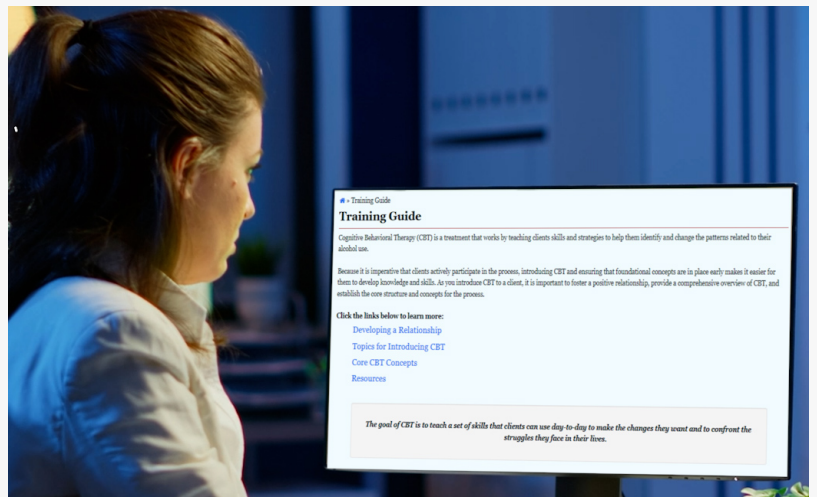 » Training Guide
Training Guide
Cognitive Behavioral Therapy (CBT) is a treatment that works by teaching clients skills and strategies to help them identify and change the patterns related to their
alcohol use.
Because it is imperative that clients actively participate in the process, introducing CBT and ensuring that foundational concepts are in place early makes it easier for
them to develop knowledge and skills. As you introduce CBT to a client, it is important to foster a positive relationship, provide a comprehensive overview of CBT, and
establish the core structure and concepts for the process.
Click the links below to learn more:
Developing a Relationship
Topics for Introducing CBT
Core CBT Concepts
Resources
The goal of CBT is to teach a set of skills that clients can use day-to-day to make the changes they want and to confront the
struggles they face in their lives.